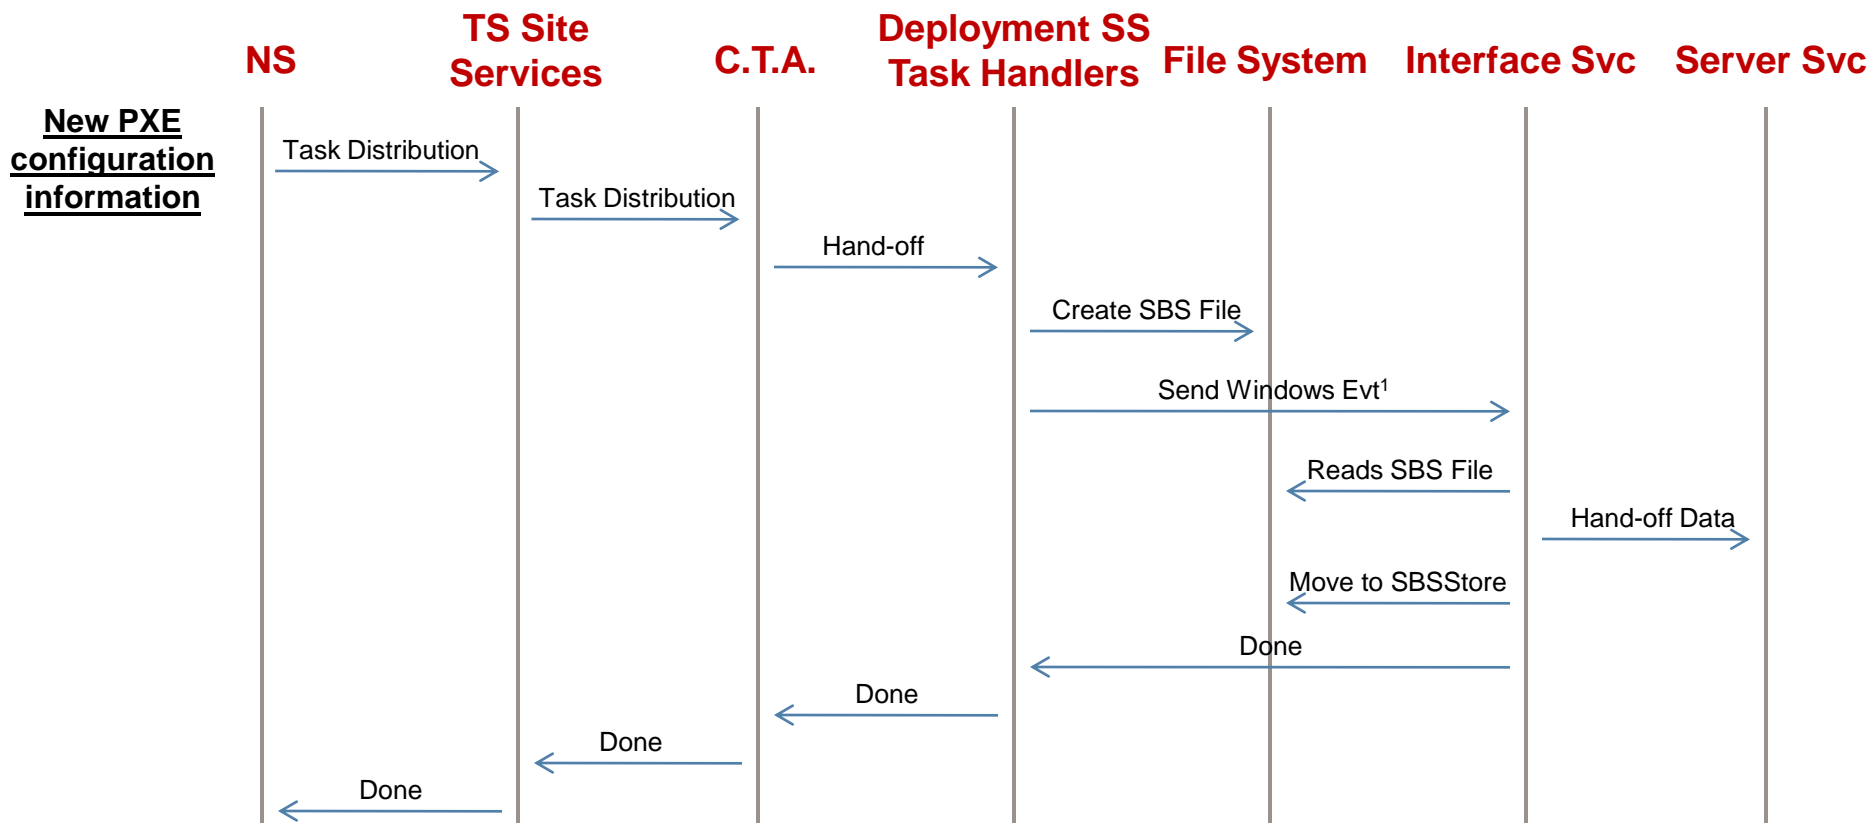 NS
TS Site
Services
C.T.A.
Deployment SS
Task Handlers
File System
Interface Svc
Server Svc
New PXE
configuration
information
Task Distribution
Task Distribution
Hand-off
Create SBS File
Send Windows Evt¹
Reads SBS File
Hand-off Data
Move to SBSStore
Done
Done
Done
Done